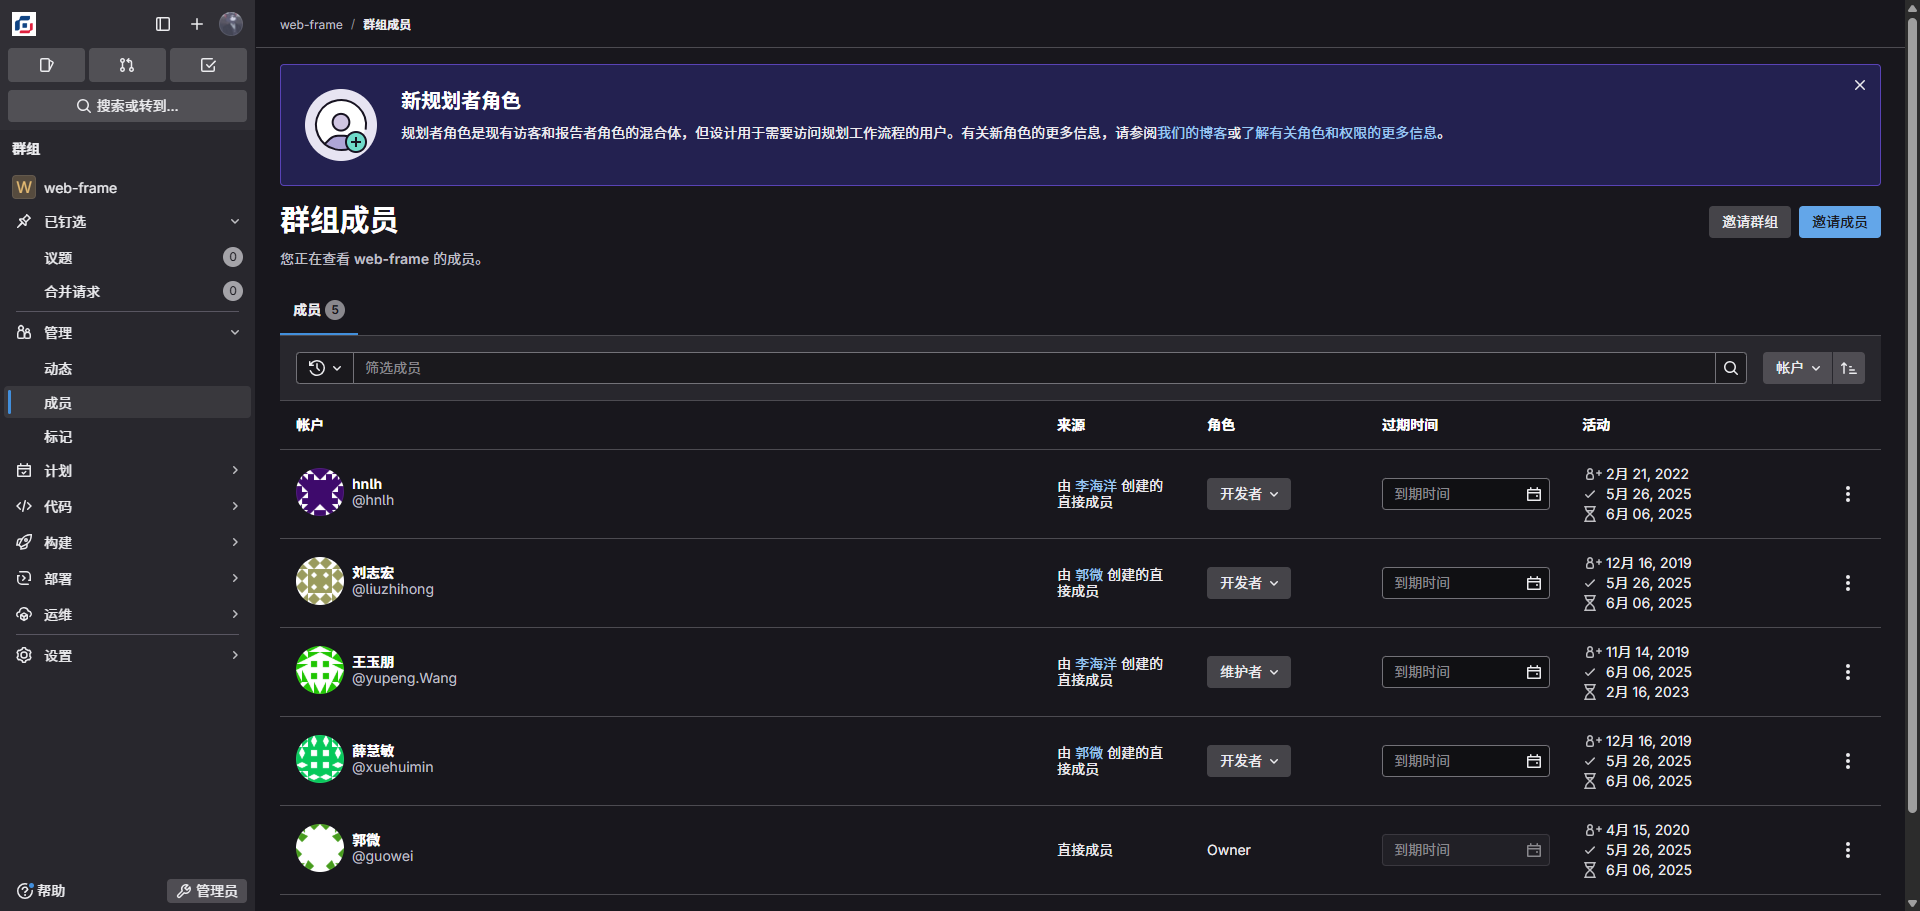 搜索或转到...
群组
W web-frame
已钉选
议题 0
合并请求 0
管理
动态
成员
标记
计划
代码
构建
部署
运维
设置
帮助
管理员
web-frame / 群组成员
新规划者角色
规划者角色是现有访客和报告者角色的混合体，但设计用于需要访问规划工作流程的用户。有关新角色的更多信息，请参阅我们的博客或了解有关角色和权限的更多信息。
群组成员
邀请群组 邀请成员
您正在查看 web-frame 的成员。
成员 5
筛选成员
帐户
帐户 来源 角色 过期时间 活动
hnlh
@hnlh
由 李海洋 创建的
直接成员
开发者
到期时间
2月 21, 2022
5月 26, 2025
6月 06, 2025
刘志宏
@liuzhihong
由 郭微 创建的直
接成员
开发者
到期时间
12月 16, 2019
5月 26, 2025
6月 06, 2025
王玉朋
@yupeng.Wang
由 李海洋 创建的
直接成员
维护者
到期时间
11月 14, 2019
6月 06, 2025
2月 16, 2023
薛慧敏
@xuehuimin
由 郭微 创建的直
接成员
开发者
到期时间
12月 16, 2019
5月 26, 2025
6月 06, 2025
郭微
@guowei
直接成员
Owner
到期时间
4月 15, 2020
5月 26, 2025
6月 06, 2025